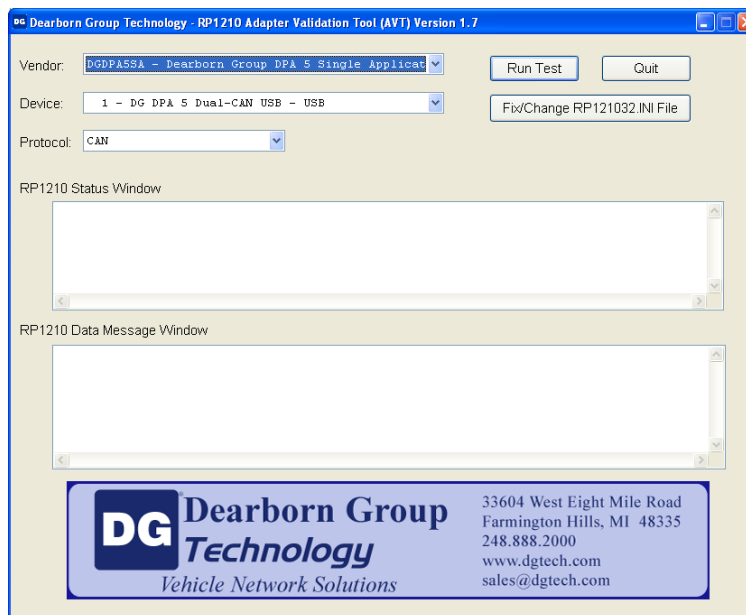 DG Dearborn Group Technology - RP1210 Adapter Validation Tool (AVT) Version 1.7
Vendor: DGDPA5SA - Dearborn Group DPA 5 Single Applicat
Run Test Quit
Device: 1 - DG DPA 5 Dual-CAN USB - USB
Fix/Change RP121032.INI File
Protocol: CAN
RP1210 Status Window
RP1210 Data Message Window
DG
Dearborn Group
Technology
Vehicle Network Solutions
33604 West Eight Mile Road
Farmington Hills, MI 48335
248.888.2000
www.dgtech.com
sales@dgtech.com